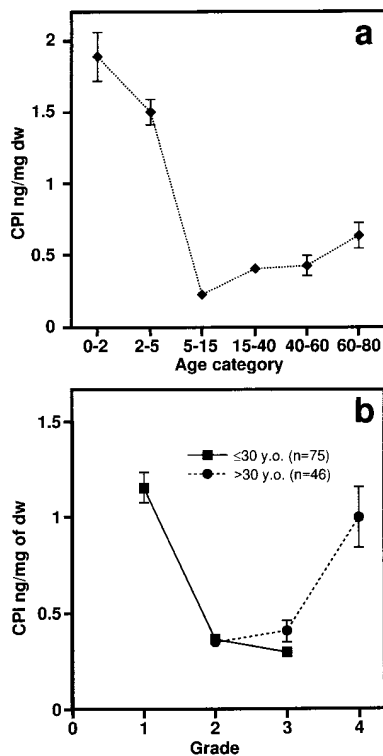 a
2
1.5
1
0.5
0
CPI ng/mg dw
0-2 2-5 5-15 15-40 40-60 60-80
Age category
b
1.5
1
0.5
0
CPI ng/mg of dw
≤30 y.o. (n=75)
>30 y.o. (n=46)
0 1 2 3 4
Grade